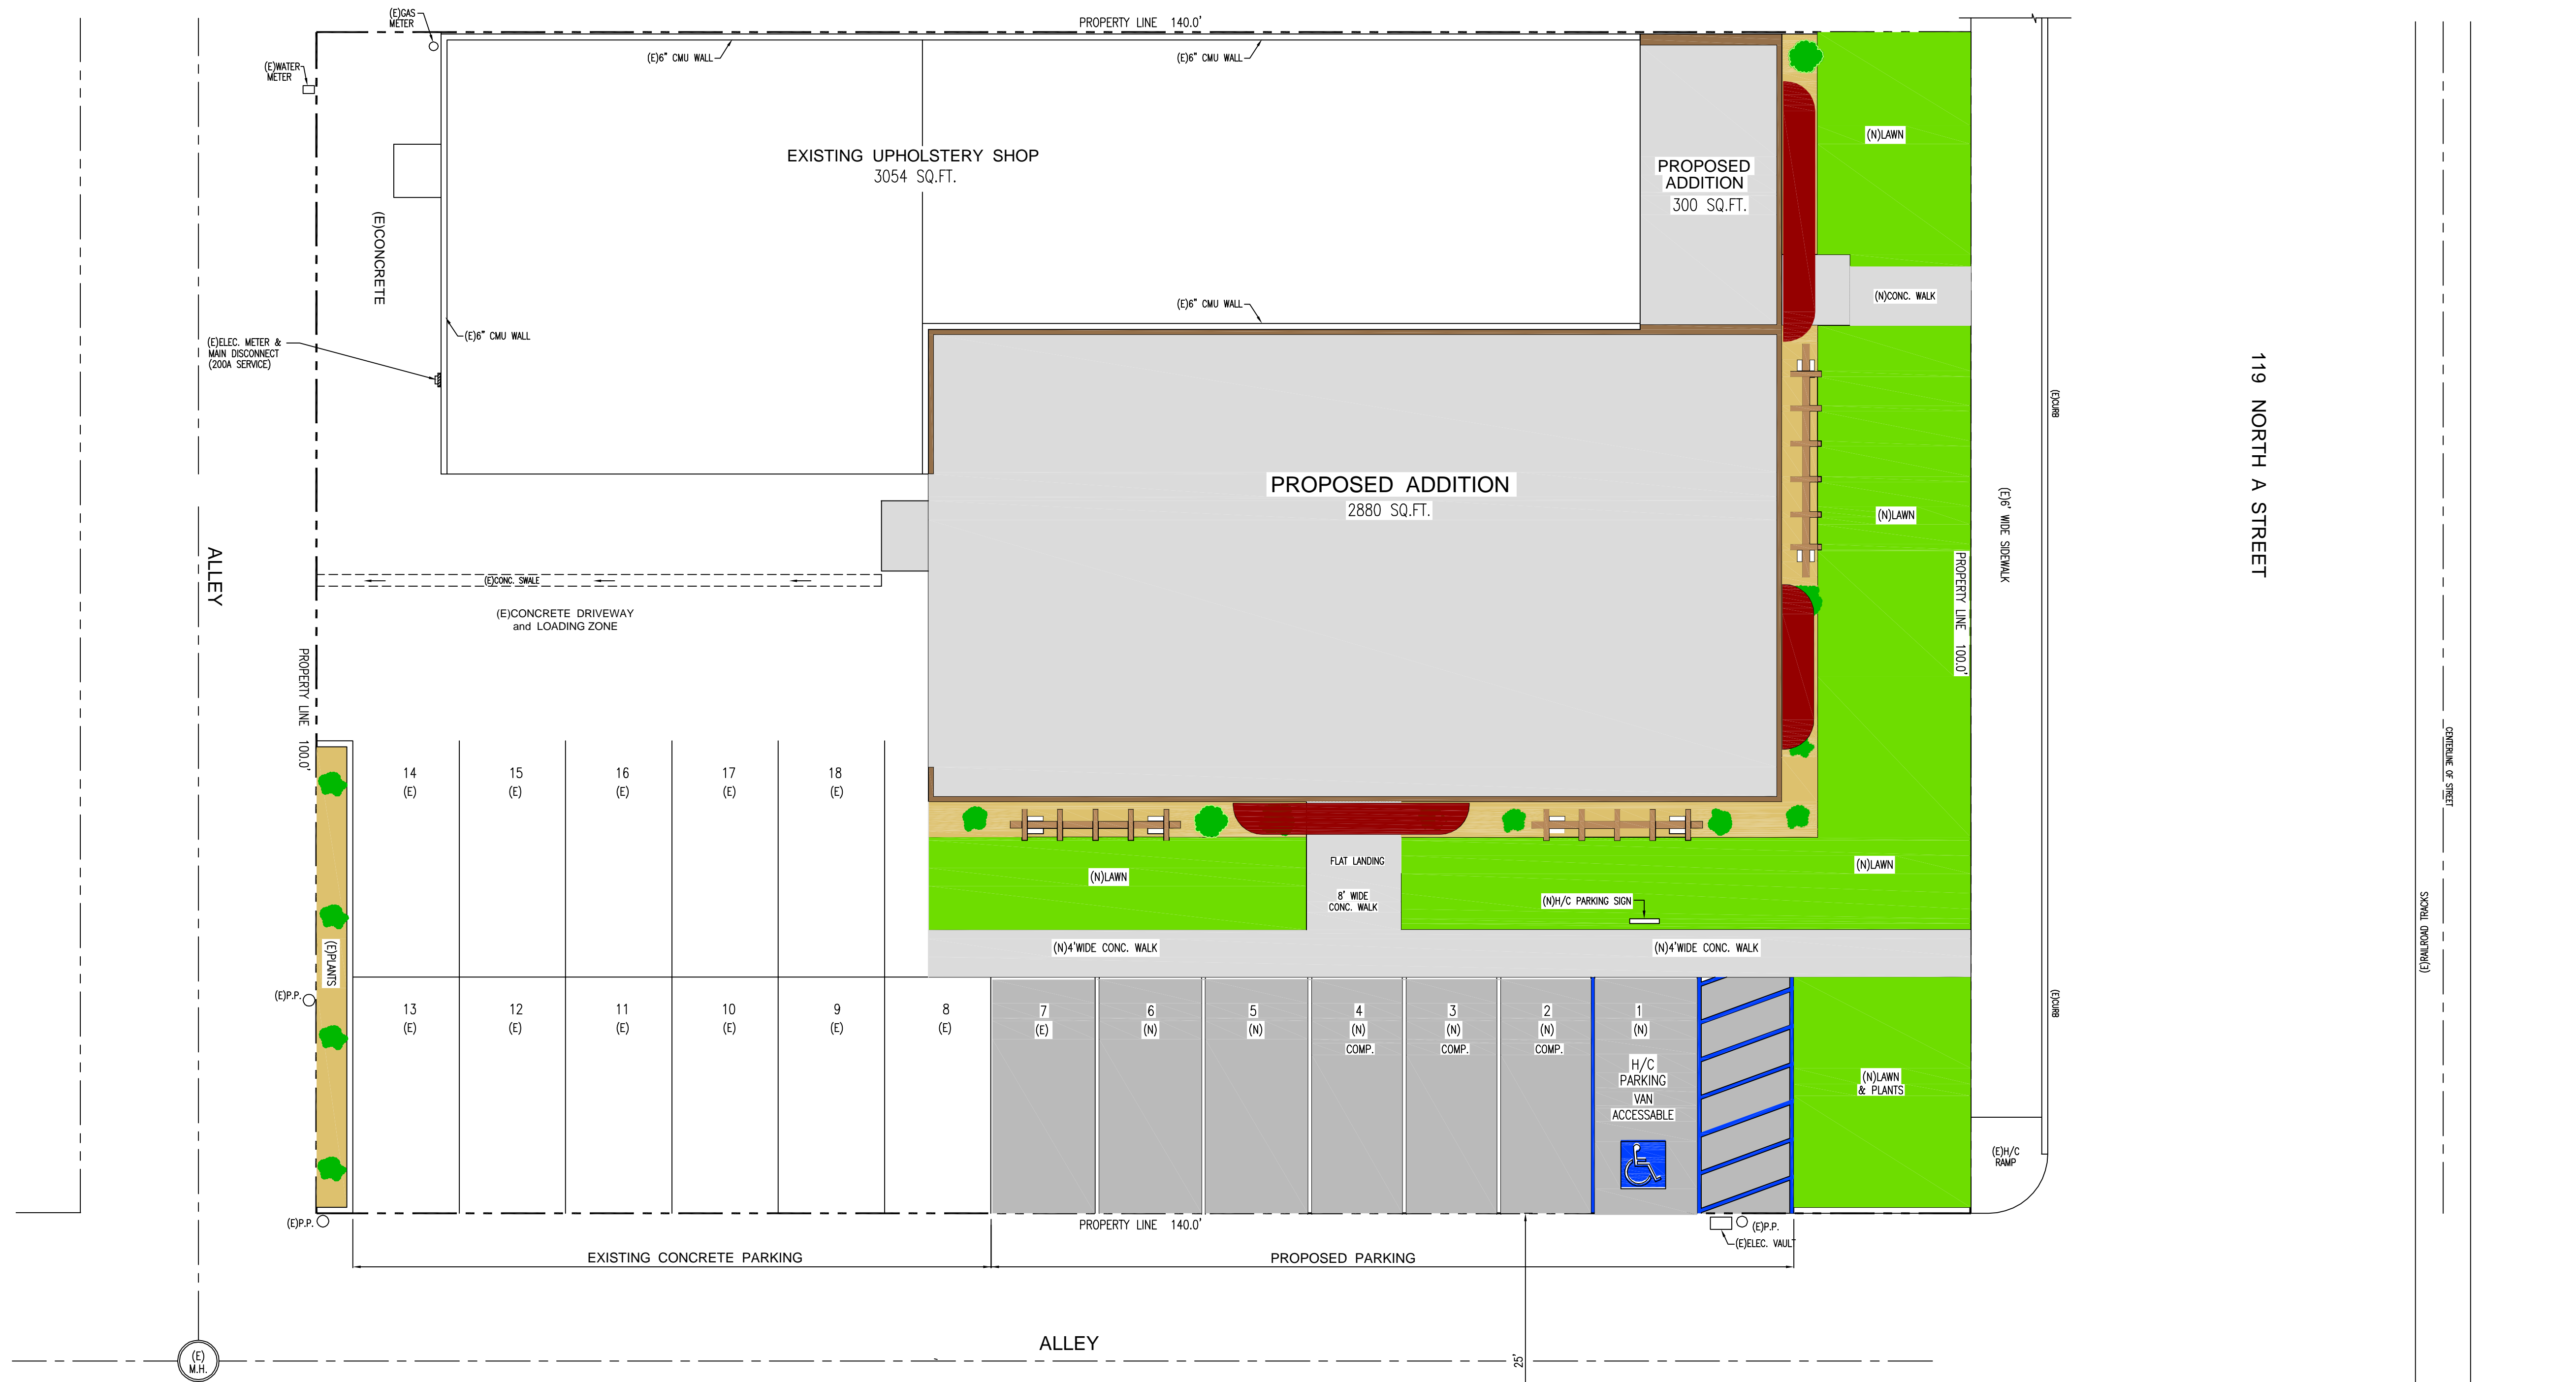 (E)GAS
METER
PROPERTY LINE 140.0'
(E)WATER
METER
(E)6" CMU WALL
(E)6" CMU WALL
(N)LAWN
EXISTING UPHOLSTERY SHOP
3054 SQ.FT.
PROPOSED
ADDITION
300 SQ.FT.
(E)CONCRETE
(N)CONC. WALK
(E)6" CMU WALL
(E)6" CMU WALL
(E)ELEC. METER &
MAIN DISCONNECT
(200A SERVICE)
119 NORTH A STREET
(E)CURB
PROPOSED ADDITION
2880 SQ.FT.
(N)LAWN
(E)6' WIDE SIDEWALK
PROPERTY LINE 100.0'
ALLEY
(E)CONC. SWALE
(E)CONCRETE DRIVEWAY
and LOADING ZONE
PROPERTY LINE 100.0'
CENTERLINE OF STREET
14
(E)
15
(E)
16
(E)
17
(E)
18
(E)
FLAT LANDING
(N)LAWN
(N)LAWN
8' WIDE
CONC. WALK
(N)H/C PARKING SIGN
(E)RAILROAD TRACKS
(E)PLANTS
(N)4'WIDE CONC. WALK
(N)4'WIDE CONC. WALK
(E)P.P.
(E)CURB
13
(E)
12
(E)
11
(E)
10
(E)
9
(E)
8
(E)
7
(E)
6
(N)
5
(N)
4
(N)
COMP.
3
(N)
COMP.
2
(N)
COMP.
1
(N)
H/C
PARKING
VAN
ACCESSABLE
(N)LAWN
& PLANTS
(E)H/C
RAMP
(E)P.P.
PROPERTY LINE 140.0'
(E)P.P.
(E)ELEC. VAULT
EXISTING CONCRETE PARKING
PROPOSED PARKING
ALLEY
(E)
M.H.
25'